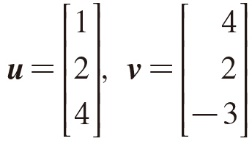 u = [1 2 4], v = [4 2 −3]